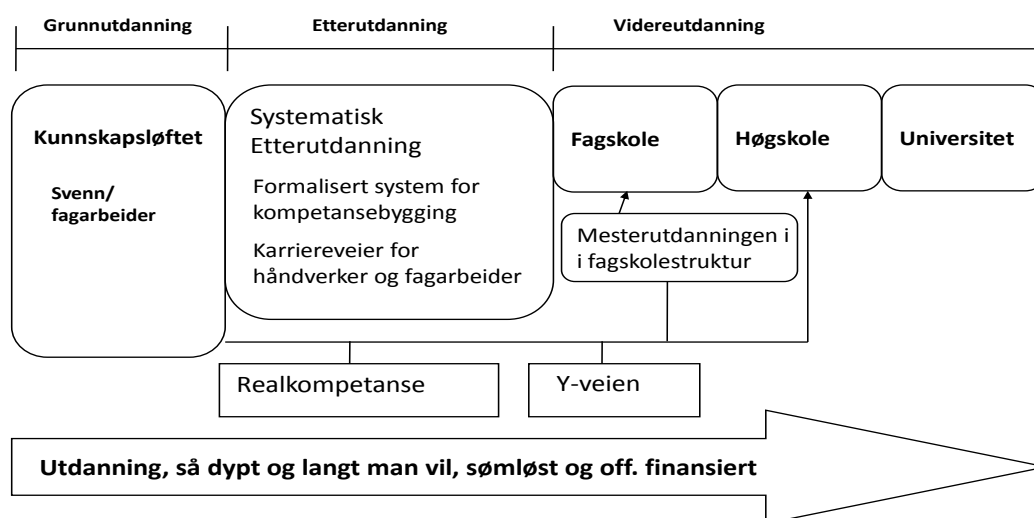 Grunnutdanning
Etterutdanning
Videreutdanning
Kunnskapsløftet
Svenn/
fagarbeider
Systematisk
Etterutdanning
Formalisert system for
kompetansebygging
Karriereveier for
håndverker og fagarbeider
Fagskole
Høgskole
Universitet
Mesterutdanningen i
i fagskolestruktur
Realkompetanse
Y-veien
Utdanning, så dypt og langt man vil, sømløst og off. finansiert